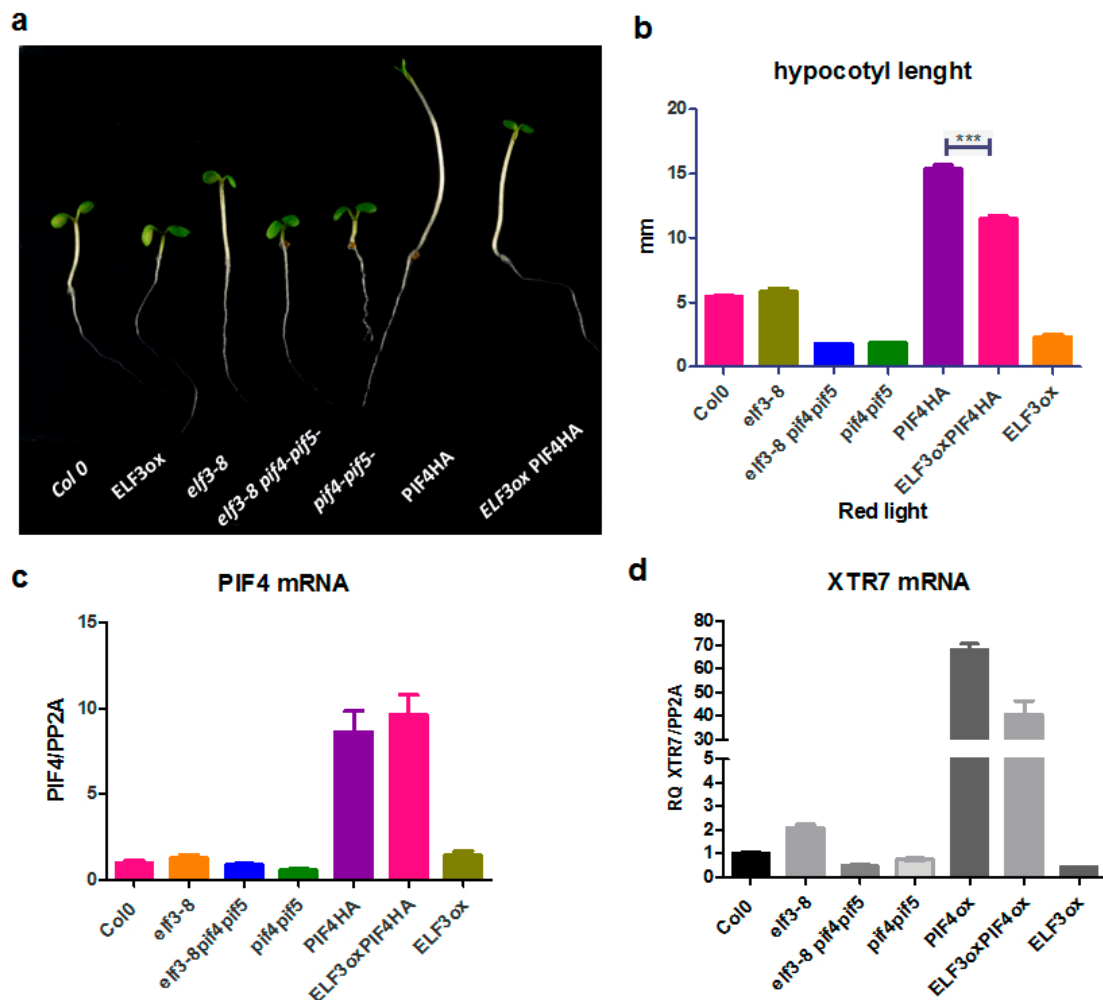 a
Col 0
ELF3ox
elf3-8
elf3-8 pif4-pif5-
pif4-pif5-
PIF4HA
ELF3ox PIF4HA
b
hypocotyl lenght
20
15
10
5
0
mm
***
Col0
elf3-8
elf3-8 pif4pif5
pif4pif5
PIF4HA
ELF3oxPIF4HA
ELF3ox
Red light
c
PIF4 mRNA
15
10
5
0
PIF4/PP2A
Col0
elf3-8
elf3-8pif4pif5
pif4pif5
PIF4HA
ELF3oxPIF4HA
ELF3ox
d
XTR7 mRNA
80
70
60
50
40
30
5
4
3
2
1
0
RQ XTR7/PP2A
Col0
elf3-8
elf3-8 pif4pif5
pif4pif5
PIF4ox
ELF3oxPIF4ox
ELF3ox